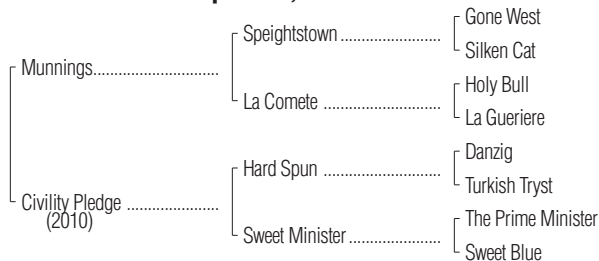 Gone West
Speightstown
Silken Cat
Munnings
Holy Bull
La Comete
La Gueriere
Danzig
Hard Spun
Turkish Tryst
Civility Pledge
(2010)
The Prime Minister
Sweet Minister
Sweet Blue